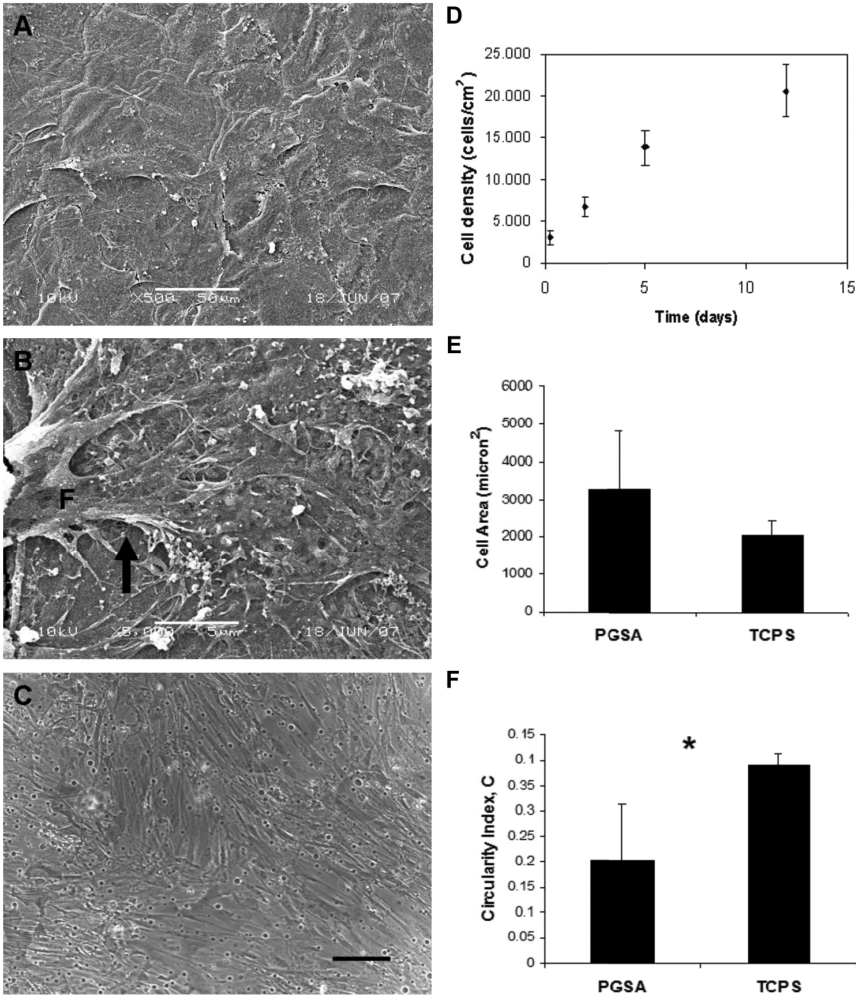 A
10kV X500 50μm 18/JUN/07
B
F
10kV X5,000 5μm 18/JUN/07
C
D
Cell density (cells/cm²)
25.000
20.000
15.000
10.000
5.000
0
0 5 10 15
Time (days)
E
Cell Area (micron²)
6000
5000
4000
3000
2000
1000
0
PGSA TCPS
F
Circularity Index, C
0.15
0.1
0.35
0.3
0.25
0.2
0.15
0.1
0.05
0
*
PGSA TCPS